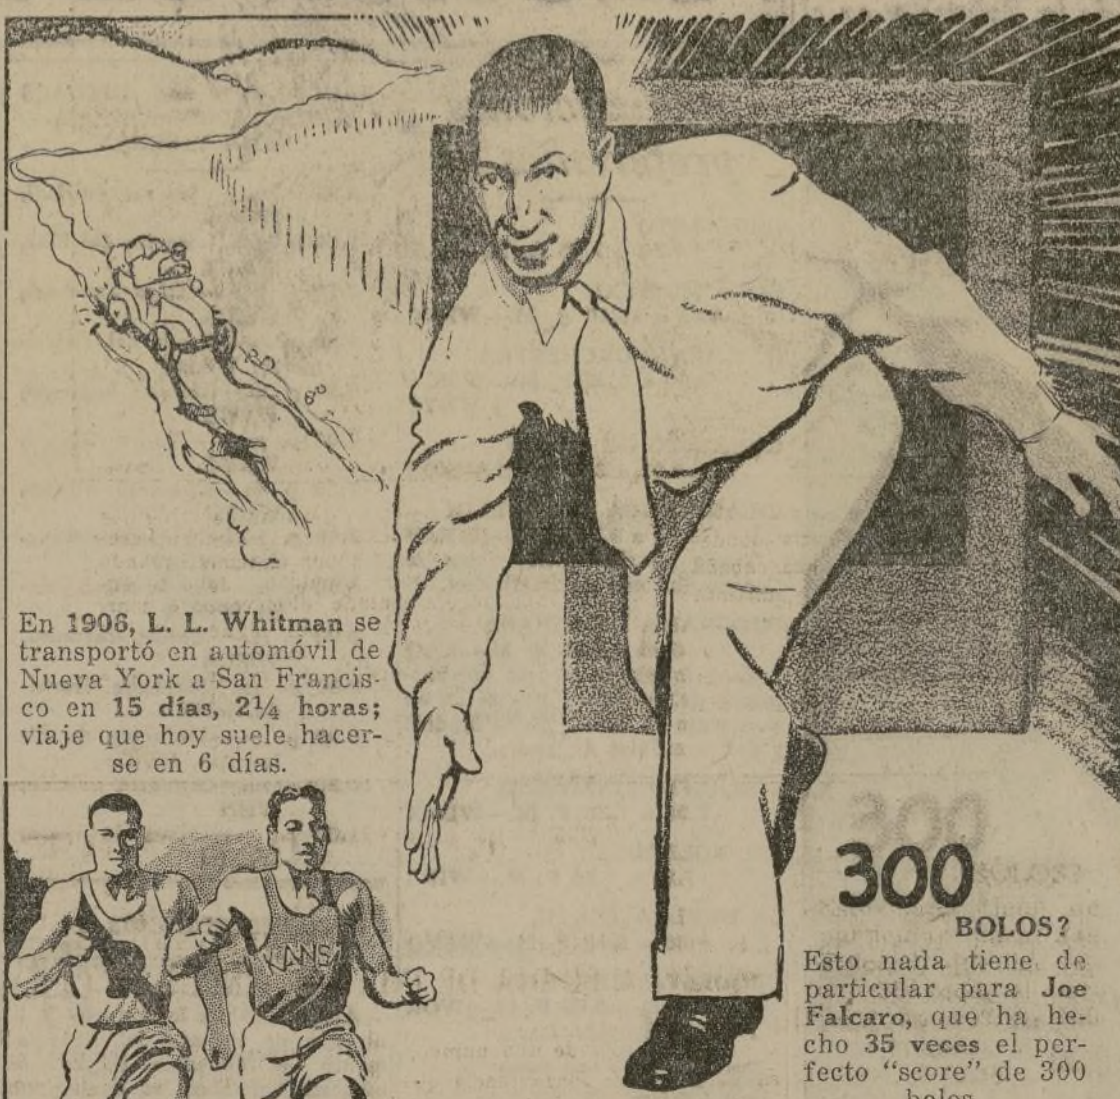 En 1906, L. L. Whitman se
transportó en automóvil de
Nueva York a San Francis-
co en 15 días, 2¼ horas;
viaje que hoy suele hacer-
se en 6 días.
KANS
300
BOLOS?
Esto nada tiene de
particular para Joe
Falcaro, que ha he-
cho 35 veces el per-
fecto "score" de 300
bolos